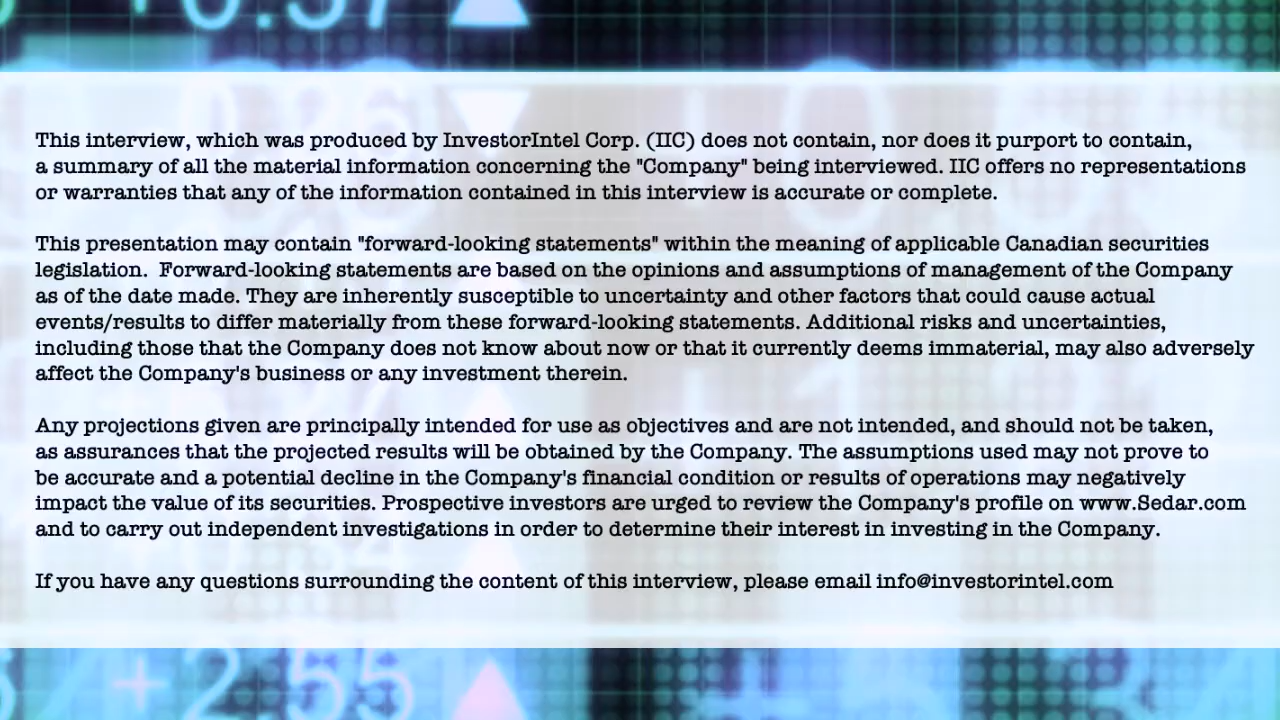 +0.37 ▲
This interview, which was produced by InvestorIntel Corp. (IIC) does not contain, nor does it purport to contain,
a summary of all the material information concerning the "Company" being interviewed. IIC offers no representations
or warranties that any of the information contained in this interview is accurate or complete.
This presentation may contain "forward-looking statements" within the meaning of applicable Canadian securities
legislation.  Forward-looking statements are based on the opinions and assumptions of management of the Company
as of the date made. They are inherently susceptible to uncertainty and other factors that could cause actual
events/results to differ materially from these forward-looking statements. Additional risks and uncertainties,
including those that the Company does not know about now or that it currently deems immaterial, may also adversely
affect the Company's business or any investment therein.
Any projections given are principally intended for use as objectives and are not intended, and should not be taken,
as assurances that the projected results will be obtained by the Company. The assumptions used may not prove to
be accurate and a potential decline in the Company's financial condition or results of operations may negatively
impact the value of its securities. Prospective investors are urged to review the Company's profile on www.Sedar.com
and to carry out independent investigations in order to determine their interest in investing in the Company.
If you have any questions surrounding the content of this interview, please email info@investorintel.com
+2.55 ▲